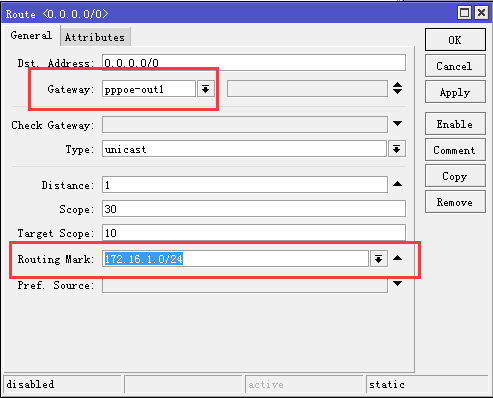 Route <0.0.0.0/0>
General Attributes
Dst. Address: 0.0.0.0/0
Gateway: pppoe-out1
Check Gateway:
Type: unicast
Distance: 1
Scope: 30
Target Scope: 10
Routing Mark: 172.16.1.0/24
Pref. Source:
OK
Cancel
Apply
Enable
Comment
Copy
Remove
disabled active static